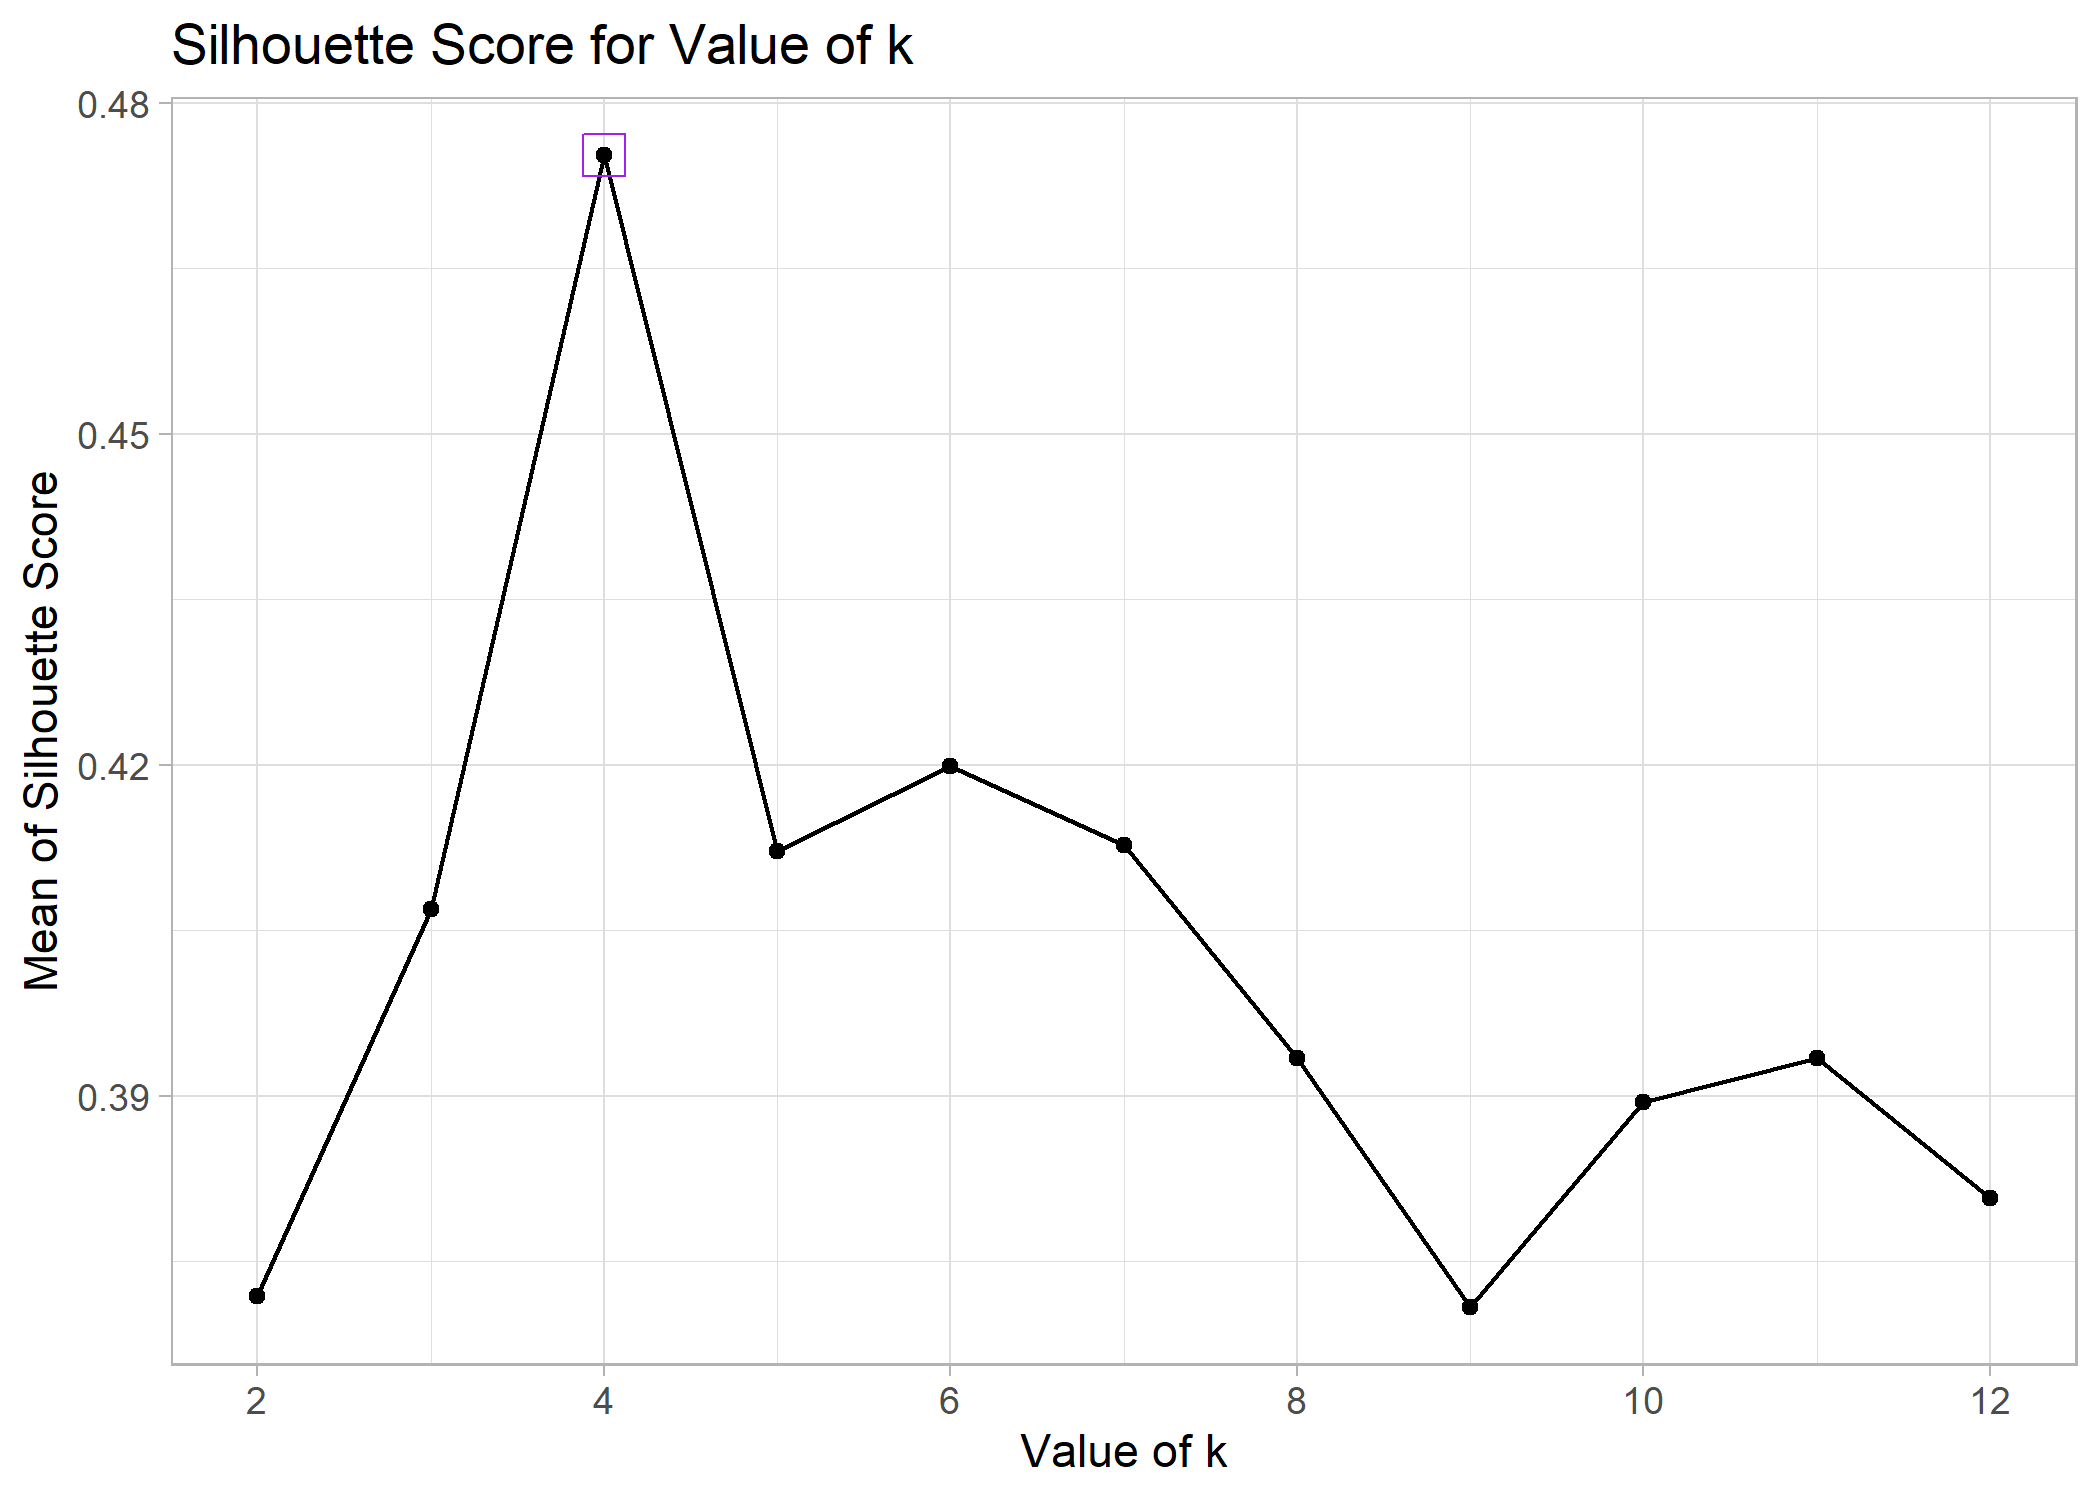 Silhouette Score for Value of k
0.48
0.45
0.42
0.39
Mean of Silhouette Score
2 4 6 8 10 12
Value of k